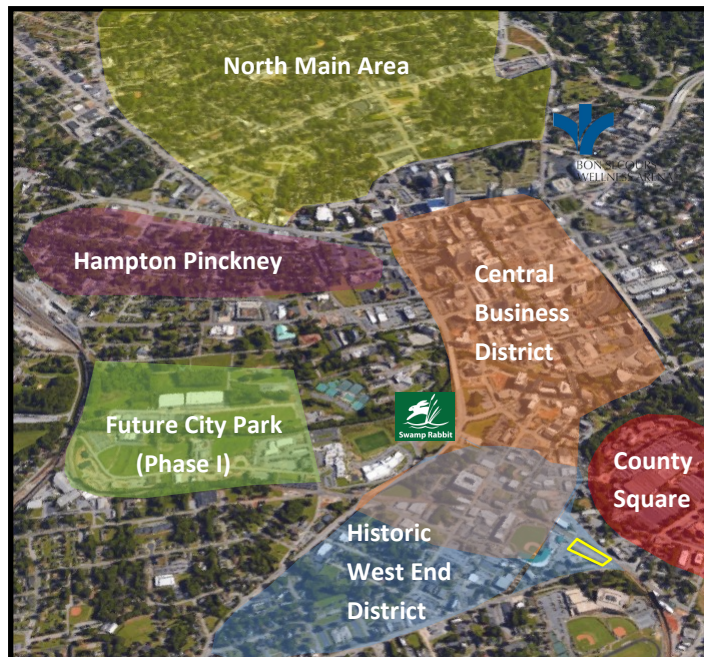 North Main Area
BON SECOURS
WELLNESS ARENA
Hampton Pinckney
Central
Business
District
Future City Park
(Phase I)
Swamp Rabbit
County
Square
Historic
West End
District